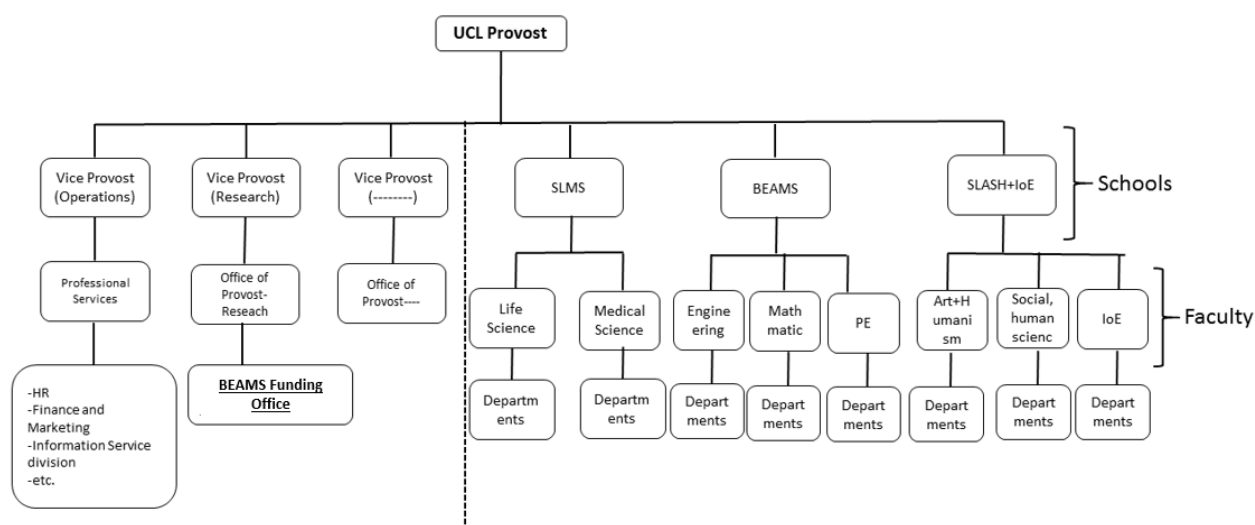 UCL Provost
Vice Provost
(Operations)
Vice Provost
(Research)
Vice Provost
(--------)
SLMS
BEAMS
SLASH+IoE
Schools
Professional
Services
Office of
Provost-
Reseach
Office of
Provost----
Life
Science
Medical
Science
Engine
ering
Math
matic
PE
Art+H
umani
sm
Social,
human
scienc
IoE
Faculty
-HR
-Finance and
Marketing
-Information Service
division
-etc.
BEAMS Funding
Office
Departm
ents
Departm
ents
Depart
ments
Depart
ments
Depart
ments
Depart
ments
Depart
ments
Depart
ments